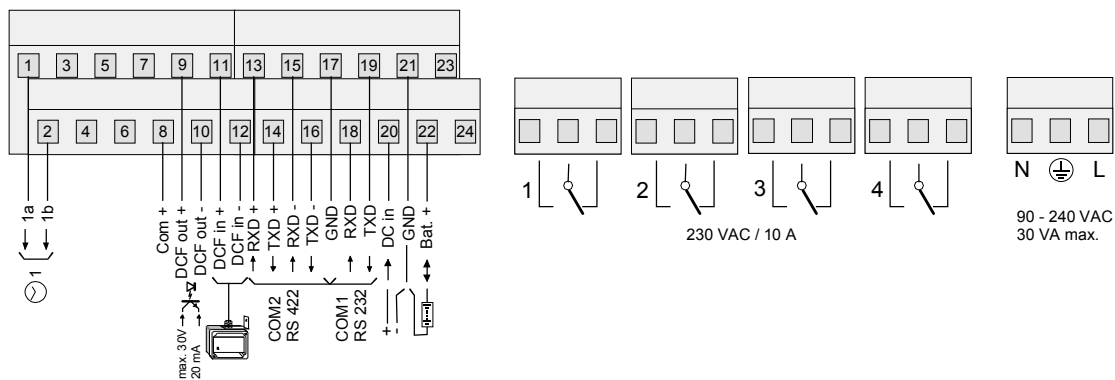 1 3 5 7 9 11 13 15 17 19 21 23
2 4 6 8 10 12 14 16 18 20 22 24
1a
1b
1
Com +
DCF out +
DCF out -
DCF in +
DCF in -
RXD +
TXD +
RXD -
TXD -
GND
RXD
TXD
DC in
GND
Bat. +
max. 30V
20 mA
COM2
RS 422
COM1
RS 232
+
-
1 2 3 4
230 VAC / 10 A
N L
90 - 240 VAC
30 VA max.